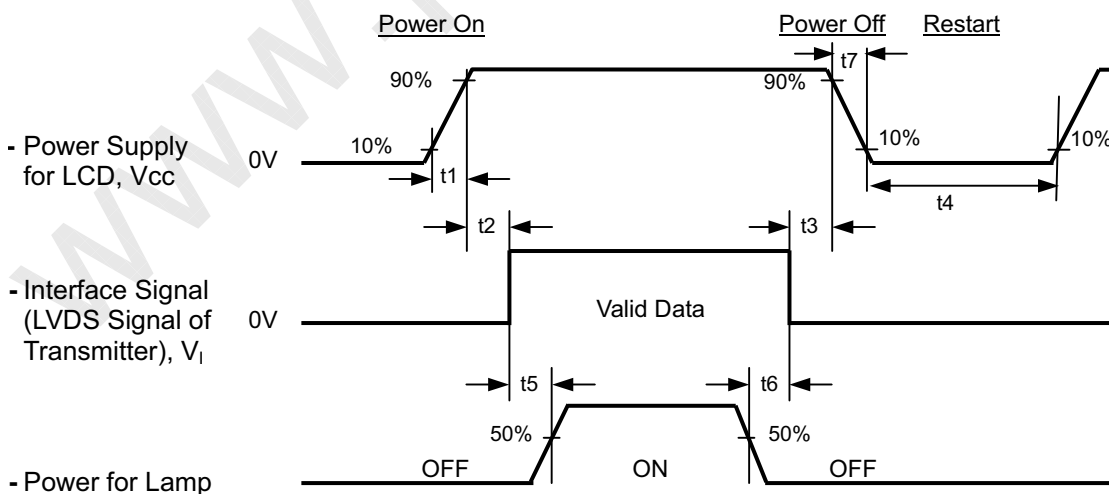 Power On
Power Off
Restart
t7
90%
90%
10%
10%
10%
- Power Supply
for LCD, Vcc
0V
t1
t4
t2
t3
- Interface Signal
(LVDS Signal of
Transmitter), VI
0V
Valid Data
t5
t6
50%
50%
OFF
ON
OFF
- Power for Lamp